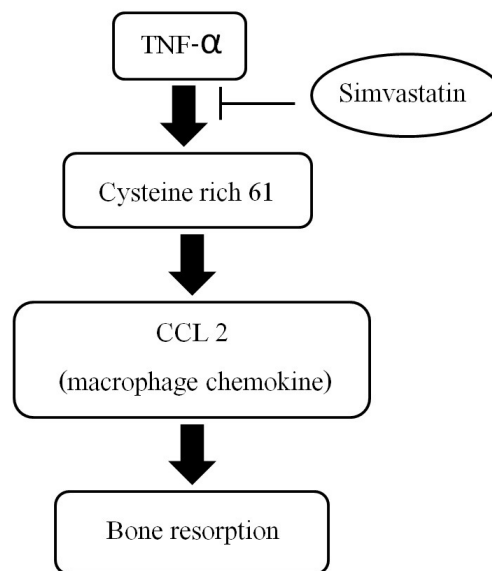 TNF-α
Simvastatin
Cysteine rich 61
CCL 2
(macrophage chemokine)
Bone resorption